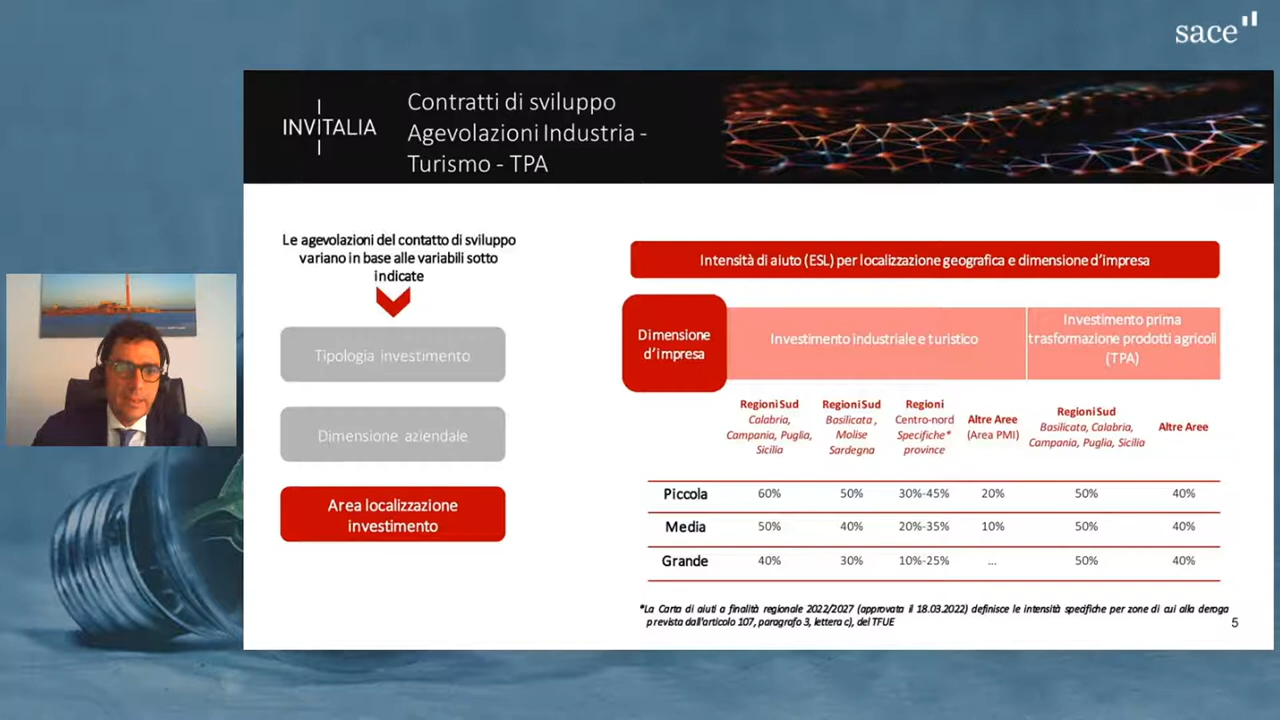 sace
INVITALIA
Contratti di sviluppo
Agevolazioni Industria -
Turismo - TPA
Le agevolazioni del contatto di sviluppo
variano in base alle variabili sotto
indicate
Tipologia investimento
Dimensione aziendale
Area localizzazione
investimento
Intensità di aiuto (ESL) per localizzazione geografica e dimensione d'impresa
Dimensione
d'impresa
Investimento industriale e turistico
Investimento prima
trasformazione prodotti agricoli
(TPA)
Regioni Sud
Calabria,
Campania, Puglia,
Sicilia
Regioni Sud
Basilicata ,
Molise
Sardegna
Regioni
Centro-nord
Specifiche*
province
Altre Aree
(Area PMI)
Regioni Sud
Basilicata, Calabria,
Campania, Puglia, Sicilia
Altre Aree
Piccola 60% 50% 30%-45% 20% 50% 40%
Media 50% 40% 20%-35% 10% 50% 40%
Grande 40% 30% 10%-25% ... 50% 40%
*La Carta di aiuti a finalità regionale 2022/2027 (approvata il 18.03.2022) definisce le intensità specifiche per zone di cui alla deroga
prevista dall'articolo 107, paragrafo 3, lettera c), del TFUE
5